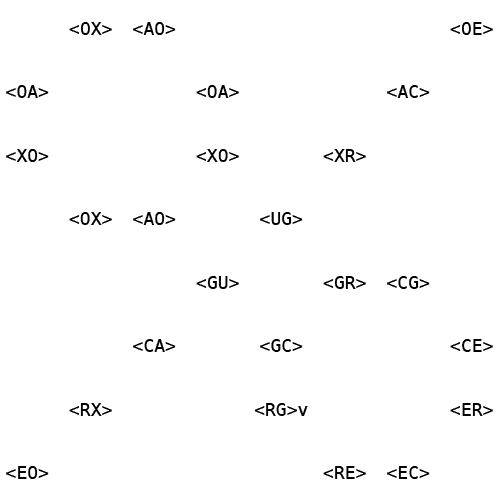 <OX> <AO> <OE>
<OA> <OA> <AC>
<XO> <XO> <XR>
<OX> <AO> <UG>
<GU> <GR> <CG>
<CA> <GC> <CE>
<RX> <RG>v <ER>
<EO> <RE> <EC>